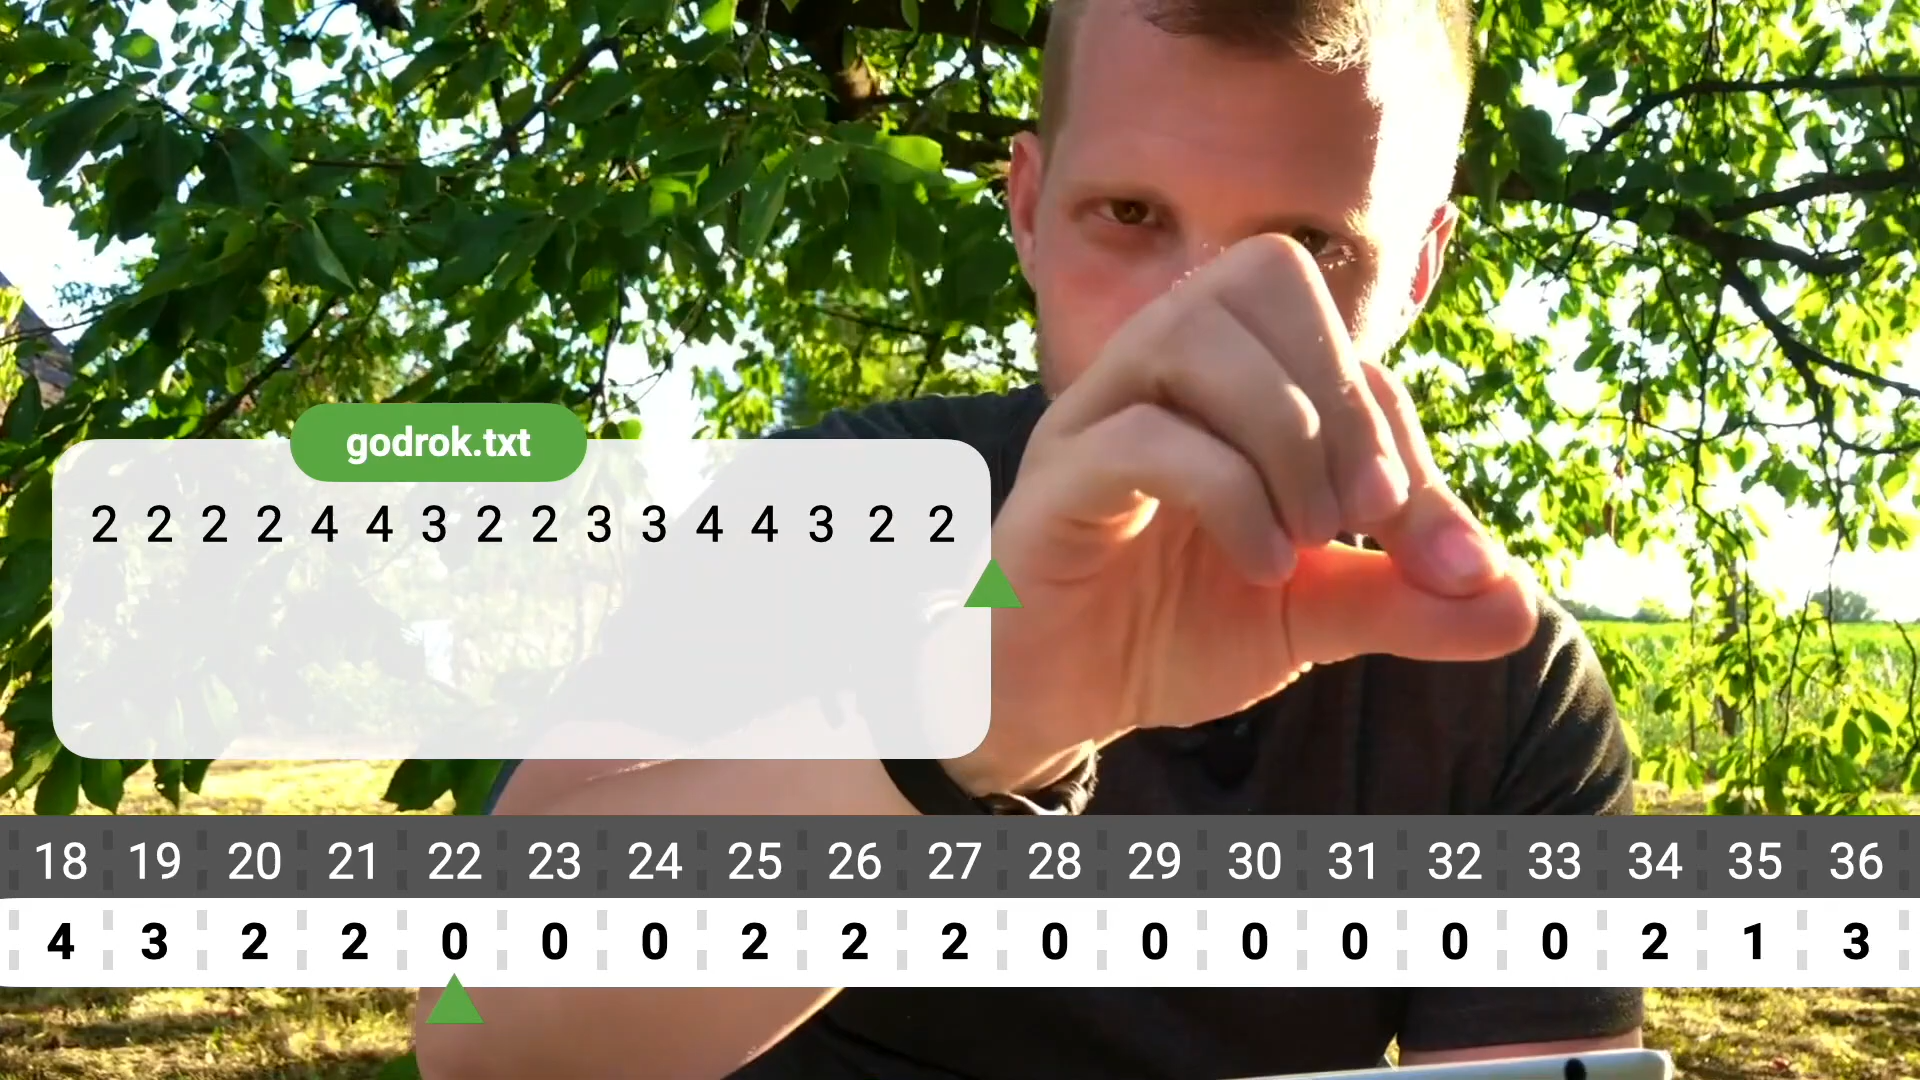 godrok.txt
2 2 2 2 4 4 3 2 2 3 3 4 4 3 2 2
18 19 20 21 22 23 24 25 26 27 28 29 30 31 32 33 34 35 36
4 3 2 2 0 0 0 2 2 2 0 0 0 0 0 0 2 1 3